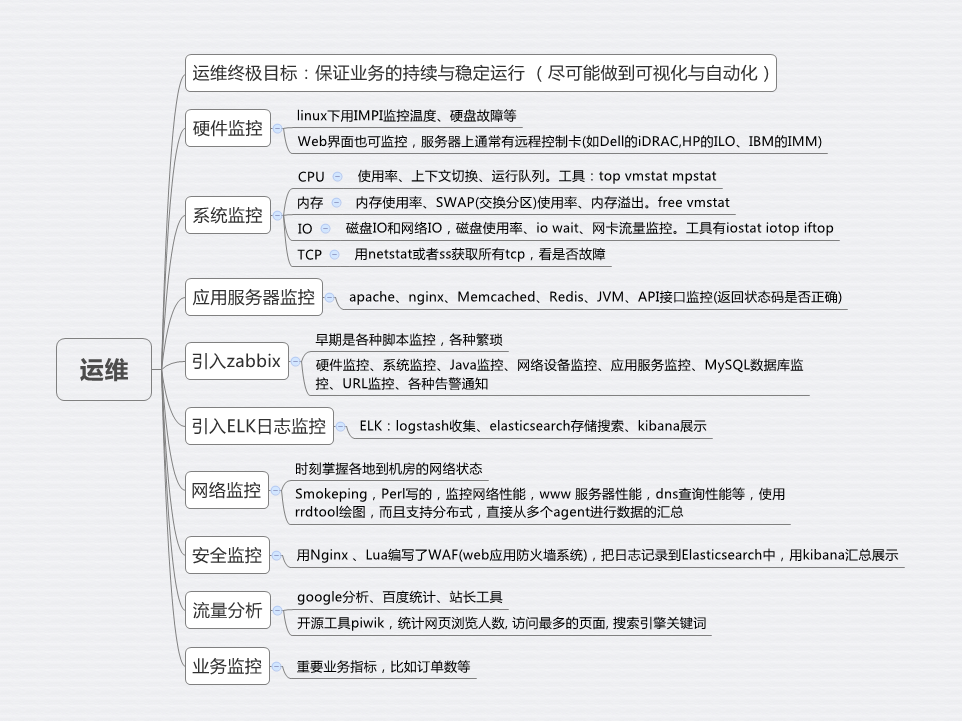 运维终极目标：保证业务的持续与稳定运行 （ 尽可能做到可视化与自动化 ）
硬件监控
linux下用IMPI监控温度、硬盘故障等
Web界面也可监控，服务器上通常有远程控制卡(如Dell的iDRAC,HP的ILO、IBM的IMM)
系统监控
CPU 使用率、上下文切换、运行队列。工具：top vmstat mpstat
内存 内存使用率、SWAP(交换分区)使用率、内存溢出。free vmstat
IO 磁盘IO和网络IO，磁盘使用率、io wait、网卡流量监控。工具有iostat iotop iftop
TCP 用netstat或者ss获取所有tcp，看是否故障
应用服务器监控
apache、nginx、Memcached、Redis、JVM、API接口监控(返回状态码是否正确)
运维
引入zabbix
早期是各种脚本监控，各种繁琐
硬件监控、系统监控、Java监控、网络设备监控、应用服务监控、MySQL数据库监
控、URL监控、各种告警通知
引入ELK日志监控
ELK：logstash收集、elasticsearch存储搜索、kibana展示
网络监控
时刻掌握各地到机房的网络状态
Smokeping，Perl写的，监控网络性能，www 服务器性能，dns查询性能等，使用
rrdtool绘图，而且支持分布式，直接从多个agent进行数据的汇总
安全监控
用Nginx 、Lua编写了WAF(web应用防火墙系统)，把日志记录到Elasticsearch中，用kibana汇总展示
流量分析
google分析、百度统计、站长工具
开源工具piwik，统计网页浏览人数, 访问最多的页面, 搜索引擎关键词
业务监控
重要业务指标，比如订单数等